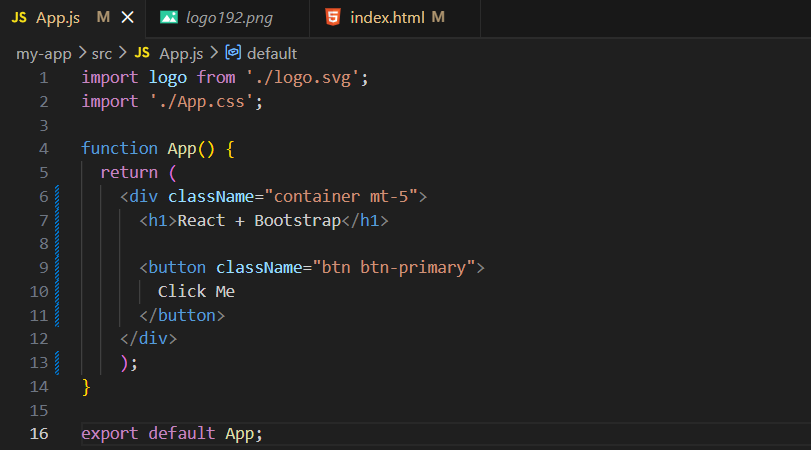 JS App.js M logo192.png index.html M
my-app > src > JS App.js > default
1 import logo from './logo.svg';
2 import './App.css';
3
4 function App() {
5   return (
6     <div className="container mt-5">
7       <h1>React + Bootstrap</h1>
8
9       <button className="btn btn-primary">
10         Click Me
11       </button>
12     </div>
13     );
14 }
15
16 export default App;